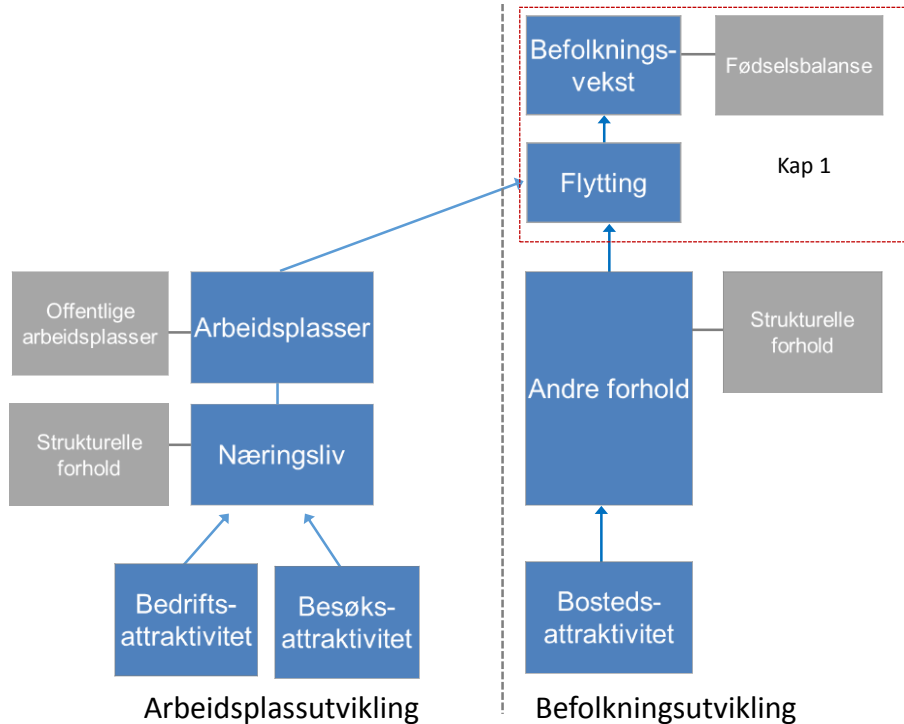 Befolknings-
vekst
Fødselsbalanse
Kap 1
Flytting
Offentlige
arbeidsplasser
Arbeidsplasser
Strukturelle
forhold
Andre forhold
Strukturelle
forhold
Næringsliv
Bedrifts-
attraktivitet
Besøks-
attraktivitet
Bosteds-
attraktivitet
Arbeidsplassutvikling
Befolkningsutvikling